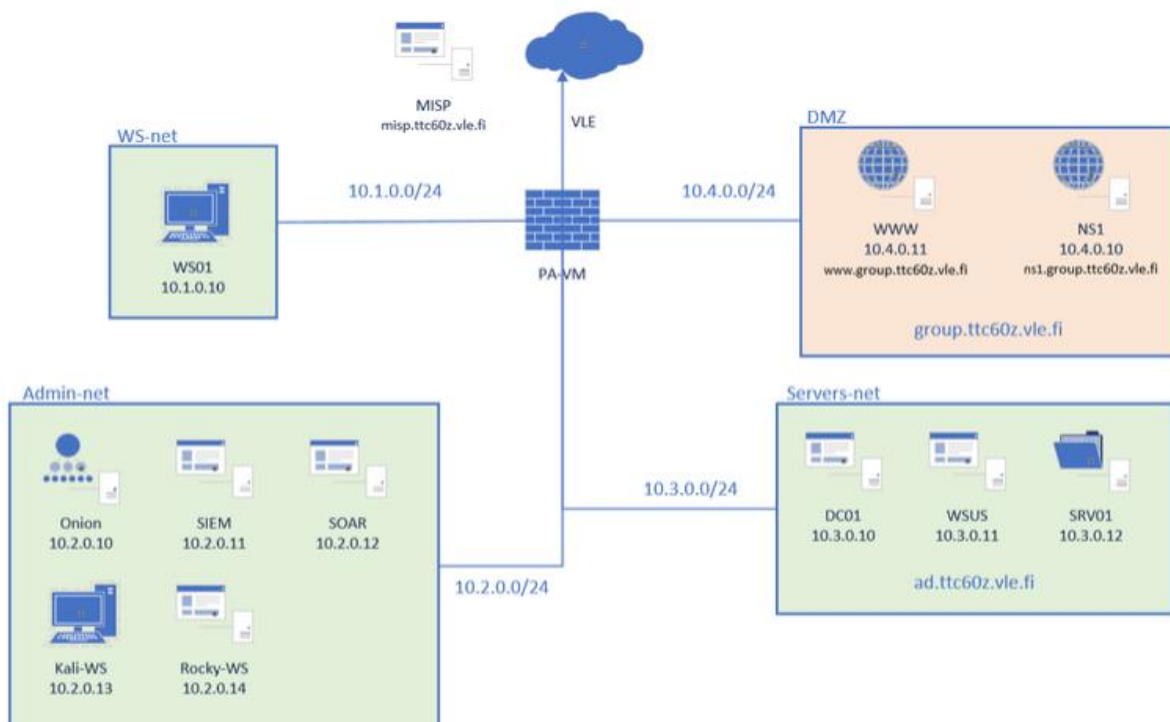 MISP
misp.ttc60z.vle.fi
VLE
WS-net
DMZ
10.1.0.0/24
10.4.0.0/24
WS01
10.1.0.10
PA-VM
WWW
10.4.0.11
www.group.ttc60z.vle.fi
NS1
10.4.0.10
ns1.group.ttc60z.vle.fi
group.ttc60z.vle.fi
Admin-net
Servers-net
Onion
10.2.0.10
SIEM
10.2.0.11
SOAR
10.2.0.12
10.3.0.0/24
DC01
10.3.0.10
WSUS
10.3.0.11
SRV01
10.3.0.12
10.2.0.0/24
ad.ttc60z.vle.fi
Kali-WS
10.2.0.13
Rocky-WS
10.2.0.14